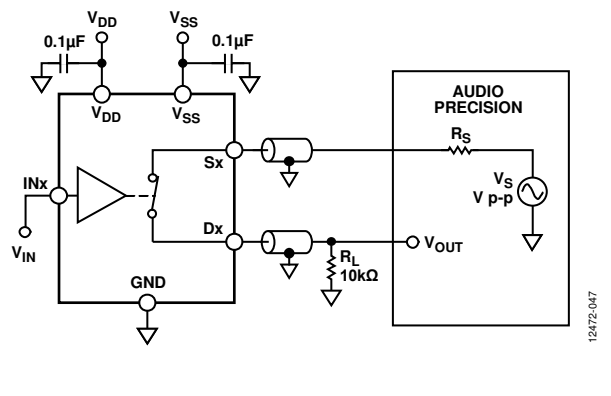 VDD
VSS
0.1µF
0.1µF
VDD
VSS
AUDIO
PRECISION
RS
Sx
VS
V p-p
INx
Dx
VOUT
VIN
RL
10kΩ
GND
12472-047